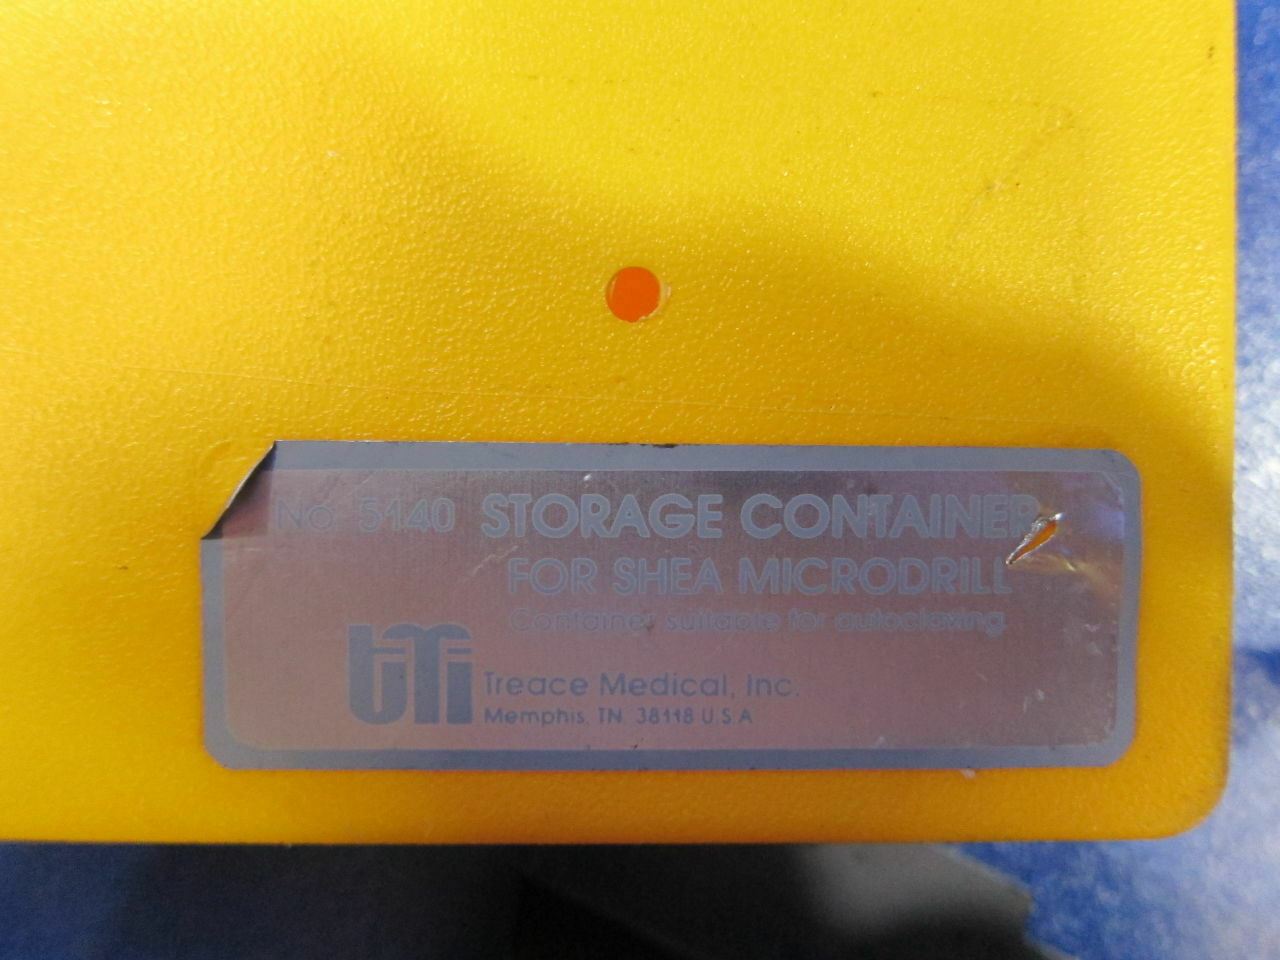 No. 5140 STORAGE CONTAINER
FOR SHEA MICRODRILL
Container suitable for autoclaving
tmi Treace Medical, Inc.
Memphis, TN. 38118 U.S.A